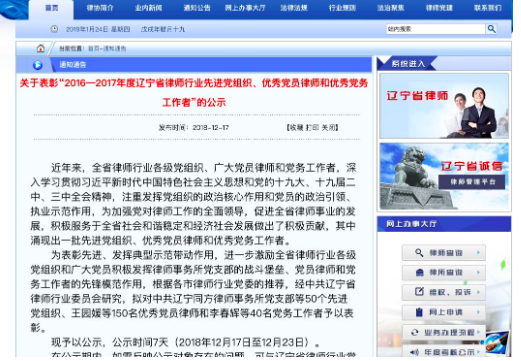 首页 律协简介 业内新闻 通知公告 网上办事大厅 法律法规 行业规则 法治聚焦 律师党建 联系我们
2019年1月24日 星期四 戊戌年腊月十九 站内搜索
当前位置：首页-通知通告
通知通告
关于表彰“2016—2017年度辽宁省律师行业先进党组织、优秀党员律师和优秀党务
工作者”的公示
发布时间：2018-12-17 【收藏 打印 关闭】
近年来，全省律师行业各级党组织、广大党员律师和党务工作者，深
入学习贯彻习近平新时代中国特色社会主义思想和党的十九大、十九届二
中、三中全会精神，注重发挥党组织的政治核心作用和党员的政治引领、
执业示范作用，为加强党对律师工作的全面领导，促进全省律师事业的发
展，积极服务于全省社会和谐稳定和经济社会发展做出了积极贡献，其中
涌现出一批先进党组织、优秀党员律师和优秀党务工作者。
为表彰先进、发挥典型示范带动作用，进一步激励全省律师行业各级
党组织和广大党员积极发挥律师事务所党支部的战斗堡垒、党员律师和党
务工作者的先锋模范作用，根据各市律师行业党委的推荐，经中共辽宁省
律师行业委员会研究，拟对中共辽宁同方律师事务所党支部等50个先进
党组织、王园媛等150名优秀党员律师和李春辉等40名党务工作者予以表
彰。
现予以公示，公示时间7天（2018年12月17日至12月23日）。
在公示期内，如需反映公示对象存在的问题，可与辽宁省律师行业党
系统进入
辽宁省律师
辽宁省诚信
律师管理平台
网上办事大厅
律师查询
律所查询
维权、投诉
网上申请
业务办理流程
年度考核公示